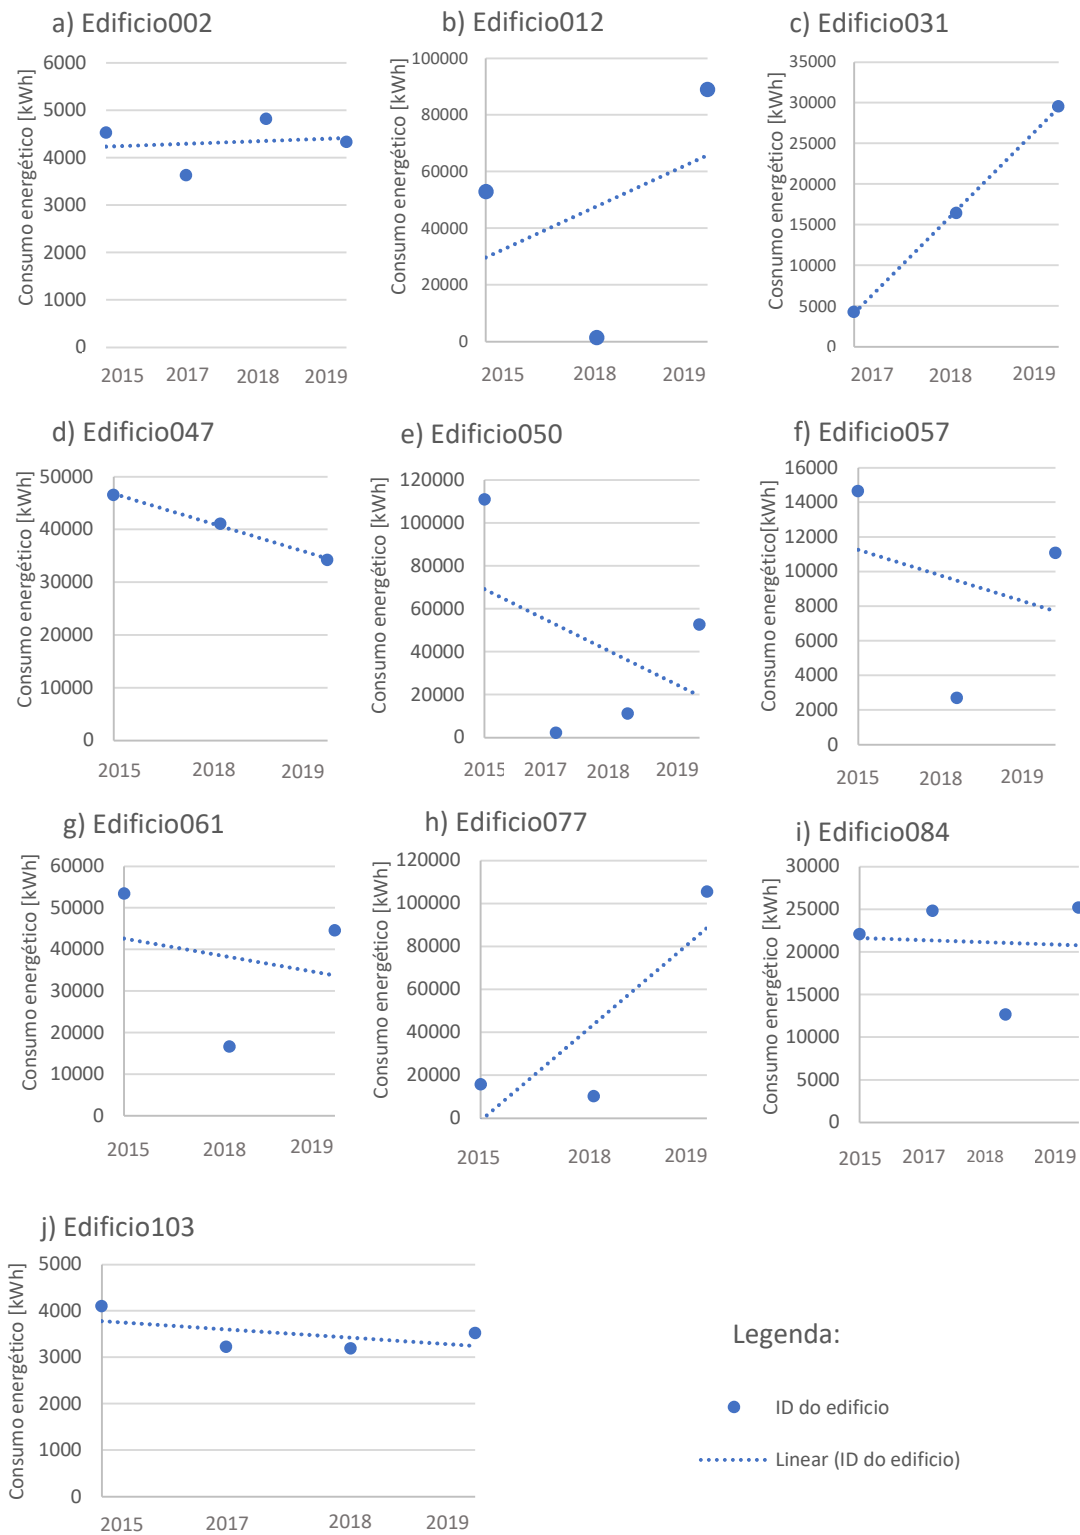 a) Edificio002
Consumo energético [kWh]
6000
5000
4000
3000
2000
1000
0
2015 2017 2018 2019
b) Edificio012
Consumo energético [kWh]
100000
80000
60000
40000
20000
0
2015 2018 2019
c) Edificio031
Cosnumo energético [kWh]
35000
30000
25000
20000
15000
10000
5000
0
2017 2018 2019
d) Edificio047
Consumo energético [kWh]
50000
40000
30000
20000
10000
0
2015 2018 2019
e) Edificio050
Consumo energético [kWh]
120000
100000
80000
60000
40000
20000
0
2015 2017 2018 2019
f) Edificio057
Consumo energético[kWh]
16000
14000
12000
10000
8000
6000
4000
2000
0
2015 2018 2019
g) Edificio061
Consumo energético [kWh]
60000
50000
40000
30000
20000
10000
0
2015 2018 2019
h) Edificio077
Consumo energético [kWh]
120000
100000
80000
60000
40000
20000
0
2015 2018 2019
i) Edificio084
Consumo energético [kWh]
30000
25000
20000
15000
10000
5000
0
2015 2017 2018 2019
j) Edificio103
Consumo energético [kWh]
5000
4000
3000
2000
1000
0
2015 2017 2018 2019
Legenda:
ID do edificio
Linear (ID do edificio)